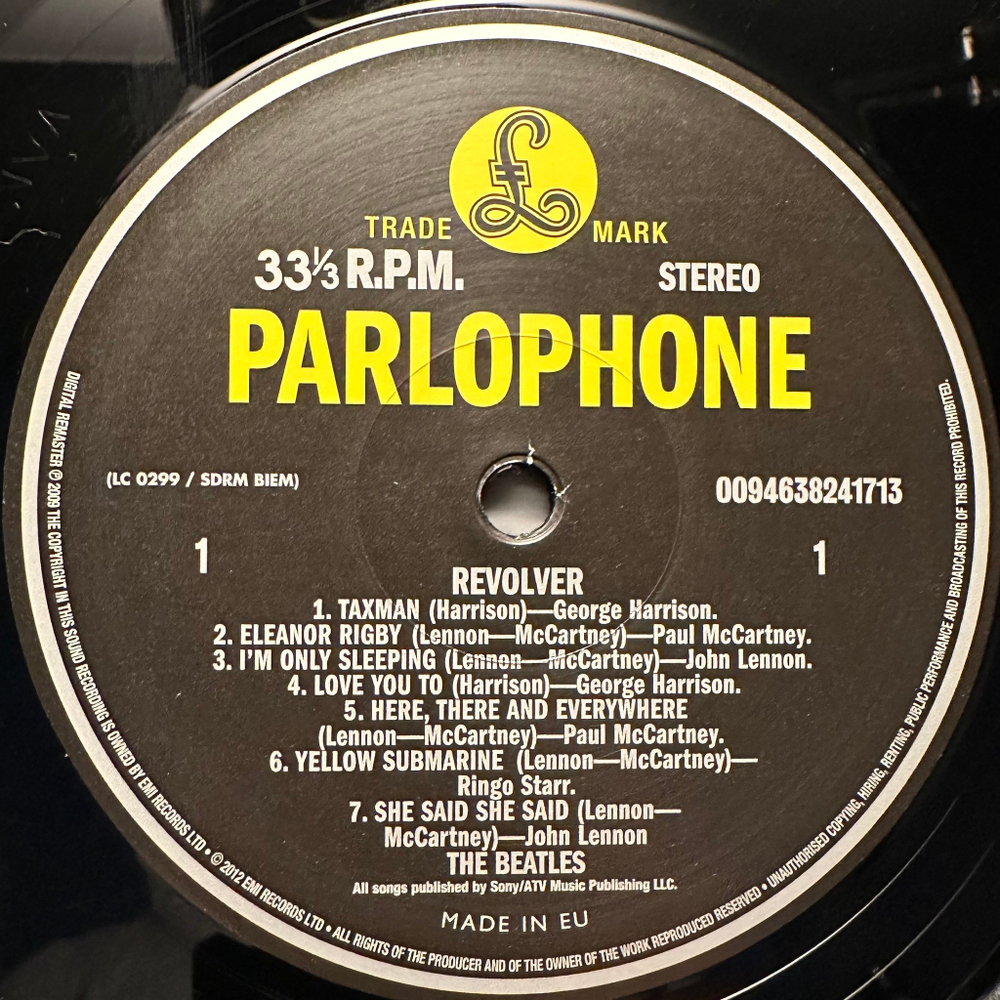 £
TRADE MARK
33⅓ R.P.M. STEREO
PARLOPHONE
(LC 0299 / SDRM BIEM) 0094638241713
1 1
REVOLVER
1. TAXMAN (Harrison)—George Harrison.
2. ELEANOR RIGBY (Lennon—McCartney)—Paul McCartney.
3. I'M ONLY SLEEPING (Lennon—McCartney)—John Lennon.
4. LOVE YOU TO (Harrison)—George Harrison.
5. HERE, THERE AND EVERYWHERE
(Lennon—McCartney)—Paul McCartney.
6. YELLOW SUBMARINE (Lennon—McCartney)—
Ringo Starr.
7. SHE SAID SHE SAID (Lennon—
McCartney)—John Lennon
THE BEATLES
All songs published by Sony/ATV Music Publishing LLC.
MADE IN EU
DIGITAL REMASTER ℗ 2009 THE COPYRIGHT IN THIS SOUND RECORDING IS OWNED BY EMI RECORDS LTD • © 2012 EMI RECORDS LTD • ALL RIGHTS OF THE PRODUCER AND OF THE OWNER OF THE WORK REPRODUCED RESERVED • UNAUTHORISED COPYING, HIRING, RENTING, PUBLIC PERFORMANCE AND BROADCASTING OF THIS RECORD PROHIBITED.